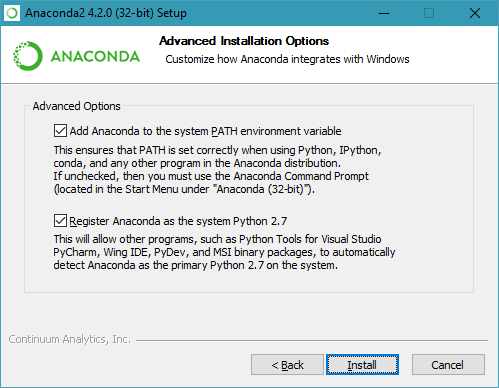 Anaconda2 4.2.0 (32-bit) Setup
ANACONDA
Advanced Installation Options
Customize how Anaconda integrates with Windows
Advanced Options
Add Anaconda to the system PATH environment variable
This ensures that PATH is set correctly when using Python, IPython,
conda, and any other program in the Anaconda distribution.
If unchecked, then you must use the Anaconda Command Prompt
(located in the Start Menu under "Anaconda (32-bit)").
Register Anaconda as the system Python 2.7
This will allow other programs, such as Python Tools for Visual Studio
PyCharm, Wing IDE, PyDev, and MSI binary packages, to automatically
detect Anaconda as the primary Python 2.7 on the system.
Continuum Analytics, Inc.
< Back
Install
Cancel